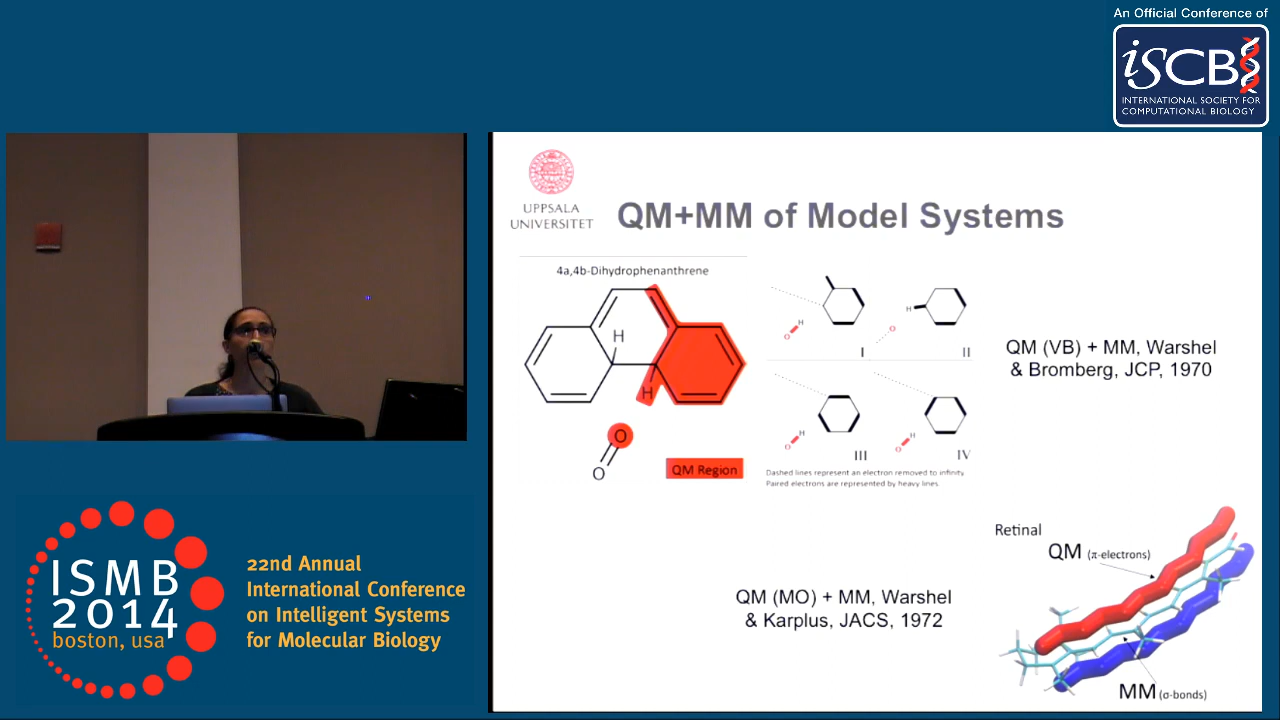 An Official Conference of
iSCB
INTERNATIONAL SOCIETY FOR
COMPUTATIONAL BIOLOGY
UPPSALA
UNIVERSITET
QM+MM of Model Systems
4a,4b-Dihydrophenanthrene
H
H
O
O
QM Region
H
O
I
H
O
II
H
O
III
H
O
IV
Dashed lines represent an electron removed to infinity.
Paired electrons are represented by heavy lines.
QM (VB) + MM, Warshel
& Bromberg, JCP, 1970
QM (MO) + MM, Warshel
& Karplus, JACS, 1972
Retinal
QM (π-electrons)
MM (σ-bonds)
ISMB
2014
boston, usa
22nd Annual
International Conference
on Intelligent Systems
for Molecular Biology